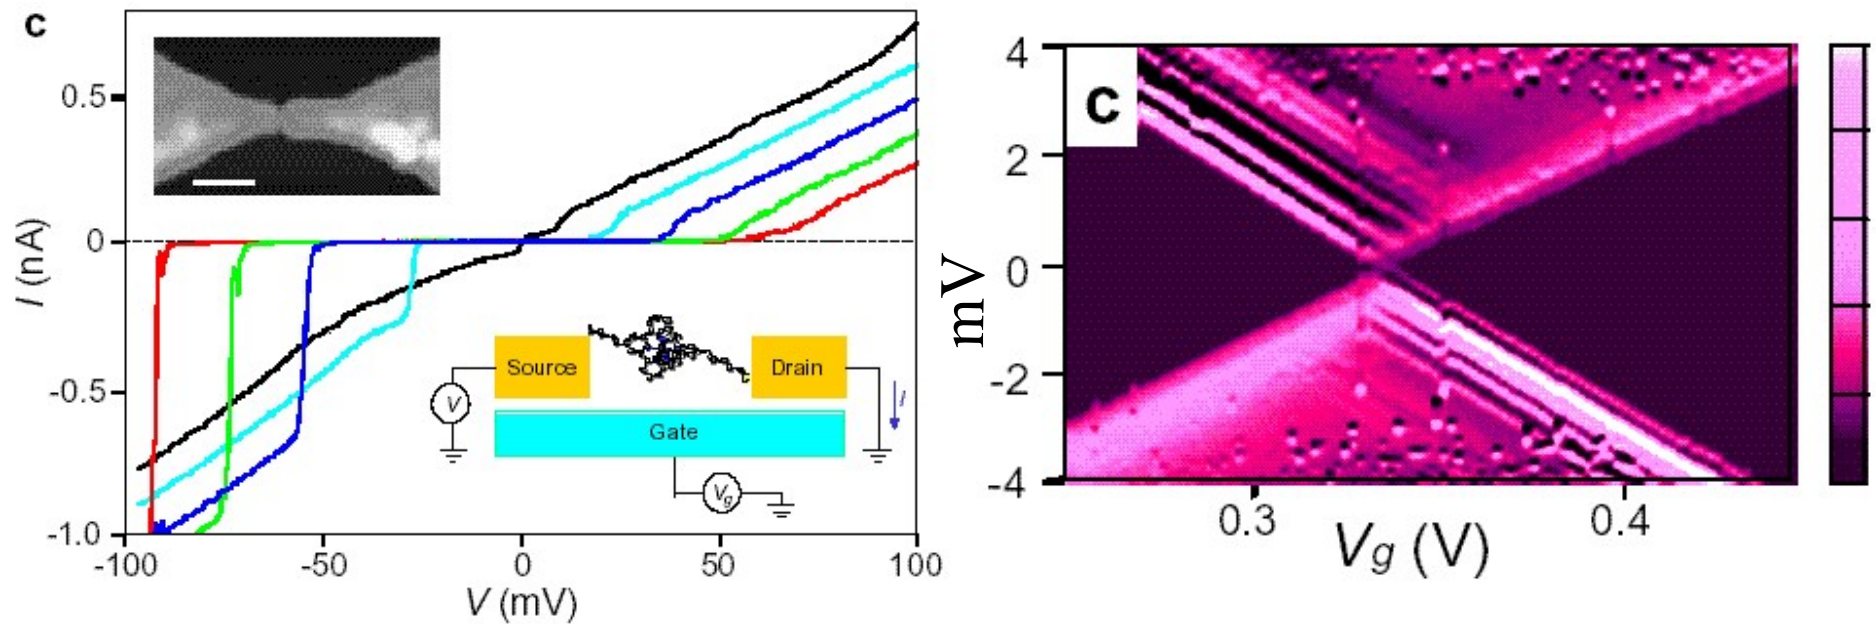 c
0.5
0
-0.5
-1.0
I (nA)
-100
-50
0
50
100
V (mV)
Source
Drain
Gate
V
Vg
I
c
4
2
0
-2
-4
mV
0.3
0.4
Vg (V)